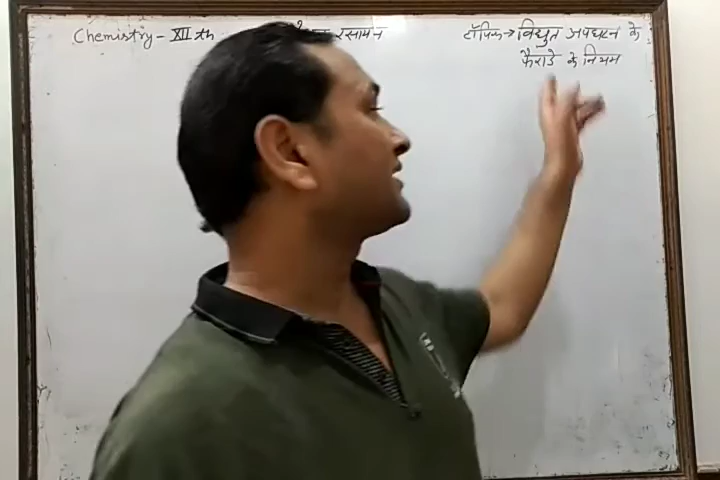 Chemistry - XII th रसायन
टॉपिक → विद्युत अपघटन के
फैराडे के नियम